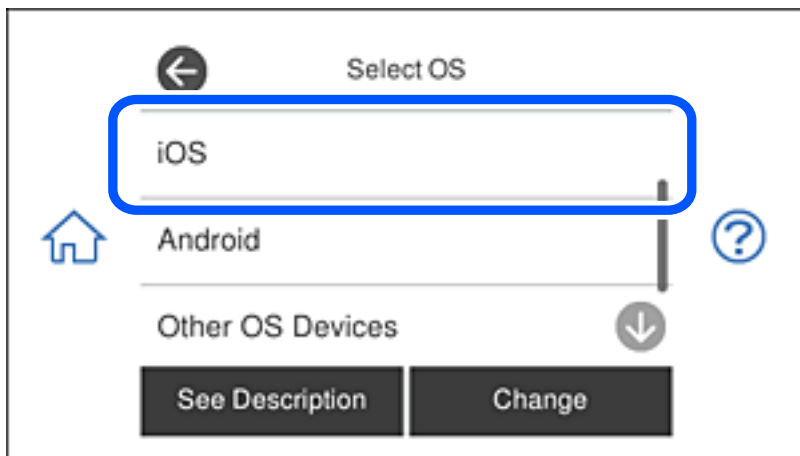 Select OS
iOS
Android
Other OS Devices
See Description
Change